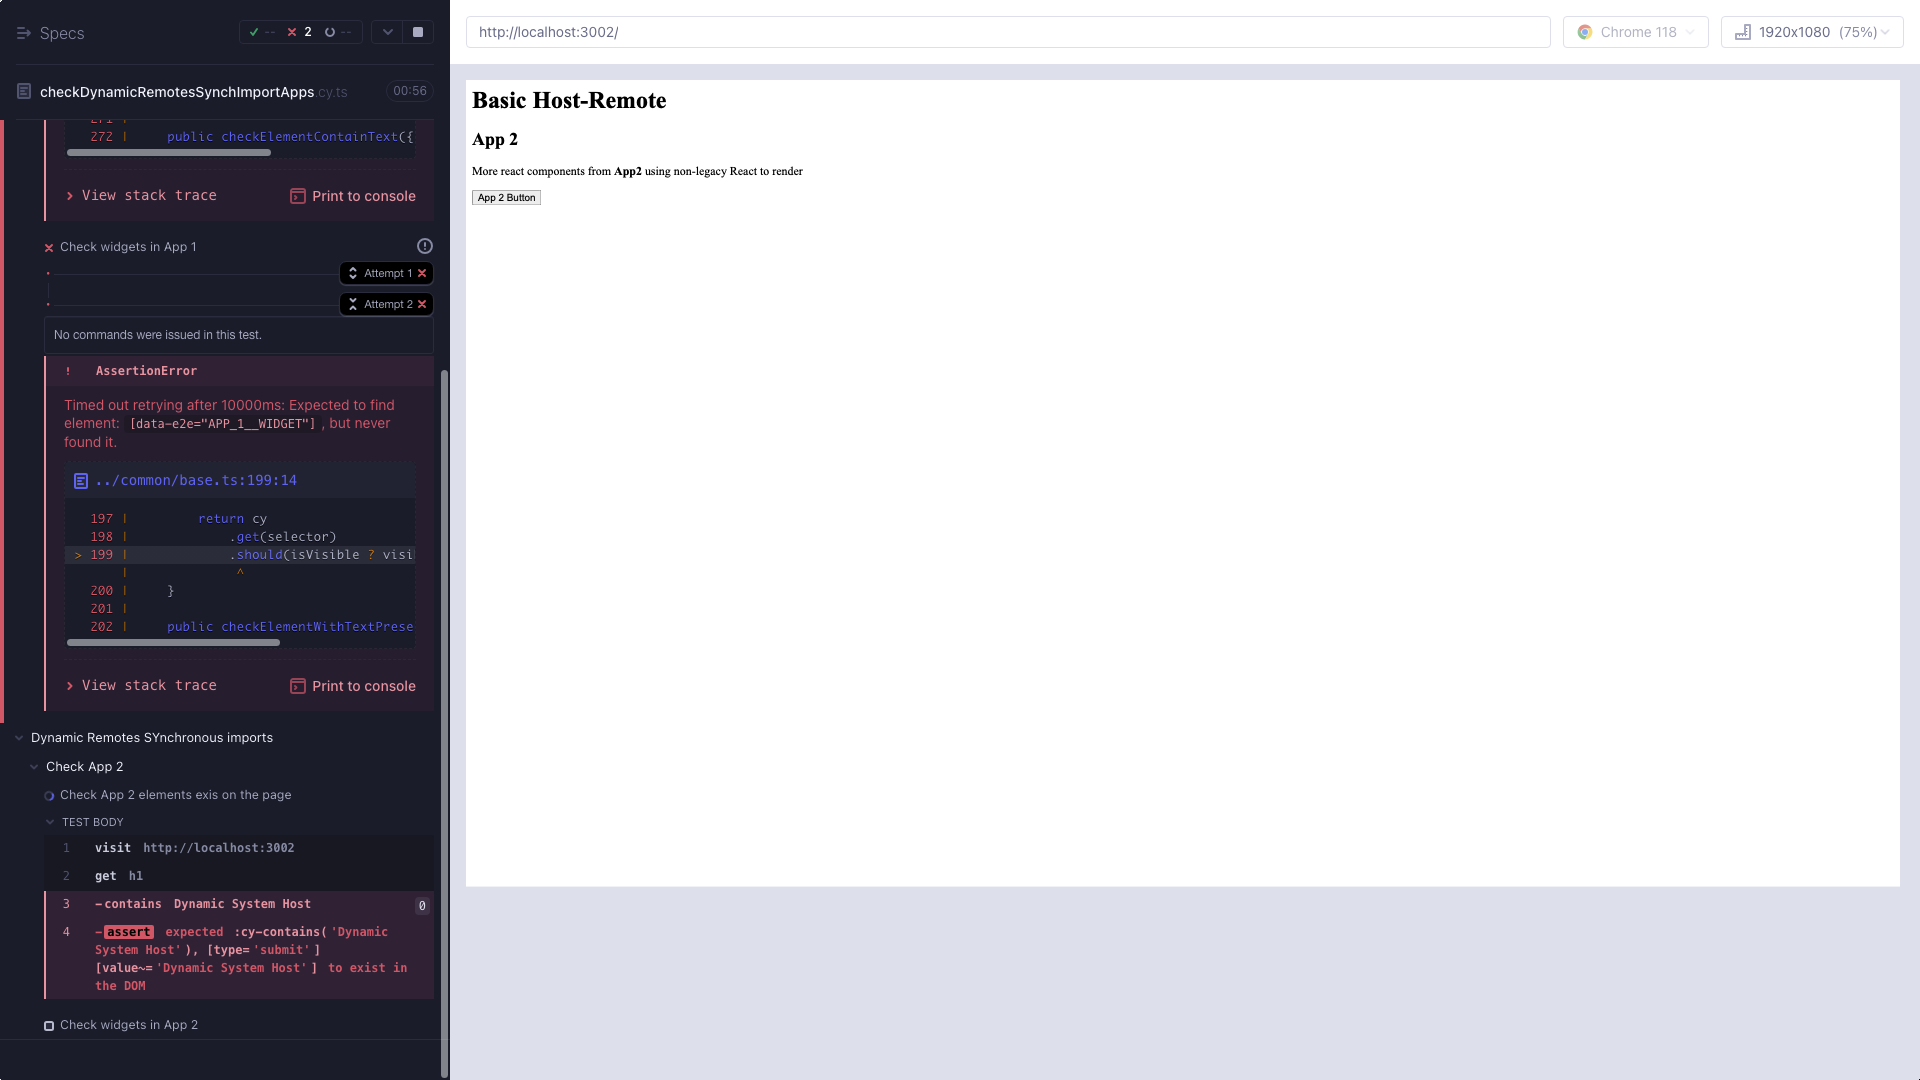 Specs
-- 2 --
checkDynamicRemotesSynchImportApps.cy.ts 00:56
271 |
272 | public checkElementContainText({
View stack trace
Print to console
Check widgets in App 1
Attempt 1
Attempt 2
No commands were issued in this test.
! AssertionError
Timed out retrying after 10000ms: Expected to find
element: [data-e2e="APP_1__WIDGET"] , but never
found it.
../common/base.ts:199:14
197 | return cy
198 | .get(selector)
> 199 | .should(isVisible ? visi
| ^
200 | }
201 |
202 | public checkElementWithTextPrese
View stack trace
Print to console
Dynamic Remotes SYnchronous imports
Check App 2
Check App 2 elements exis on the page
TEST BODY
1 visit http://localhost:3002
2 get h1
3 -contains Dynamic System Host 0
4 -assert expected :cy-contains('Dynamic
System Host'), [type='submit']
[value~='Dynamic System Host'] to exist in
the DOM
Check widgets in App 2
http://localhost:3002/
Chrome 118
1920x1080 (75%)
Basic Host-Remote
App 2
More react components from App2 using non-legacy React to render
App 2 Button